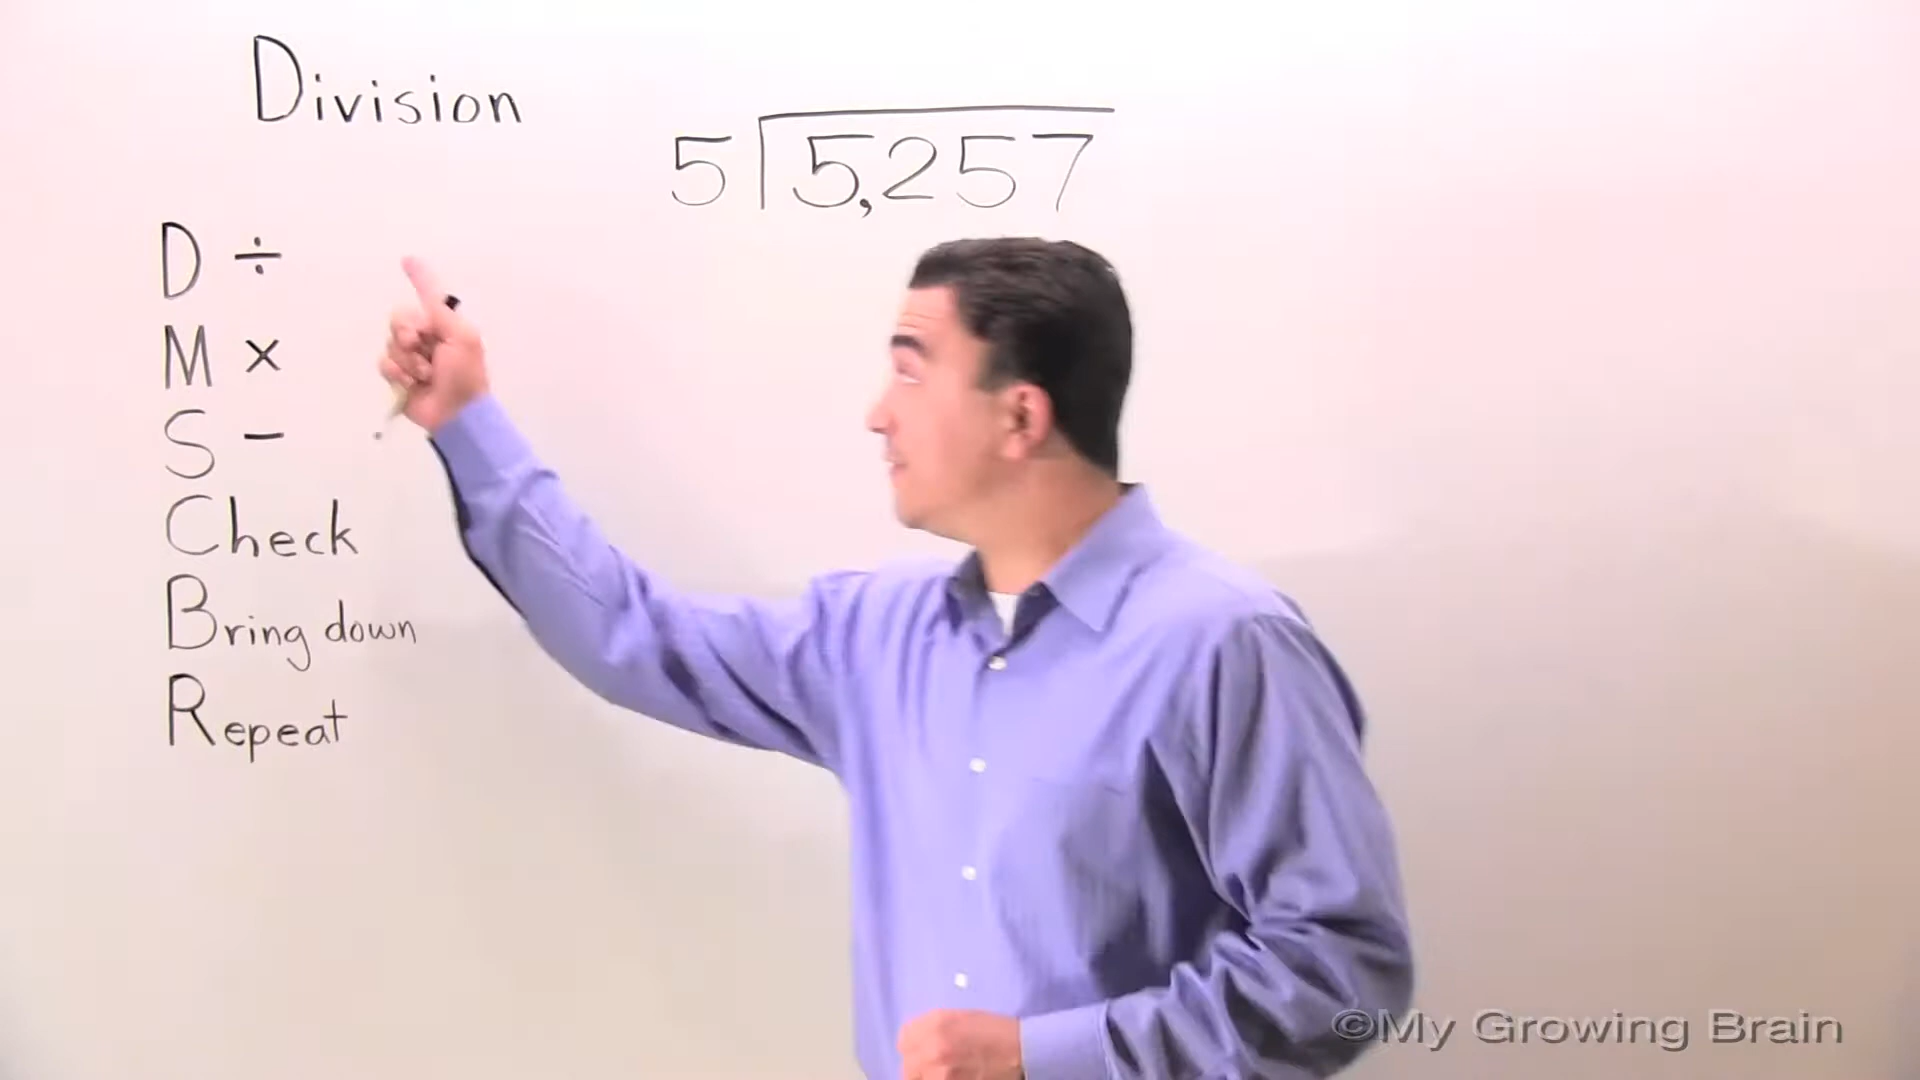 Division
5 5,257
D ÷
M ×
S −
Check
Bring down
Repeat
©My Growing Brain